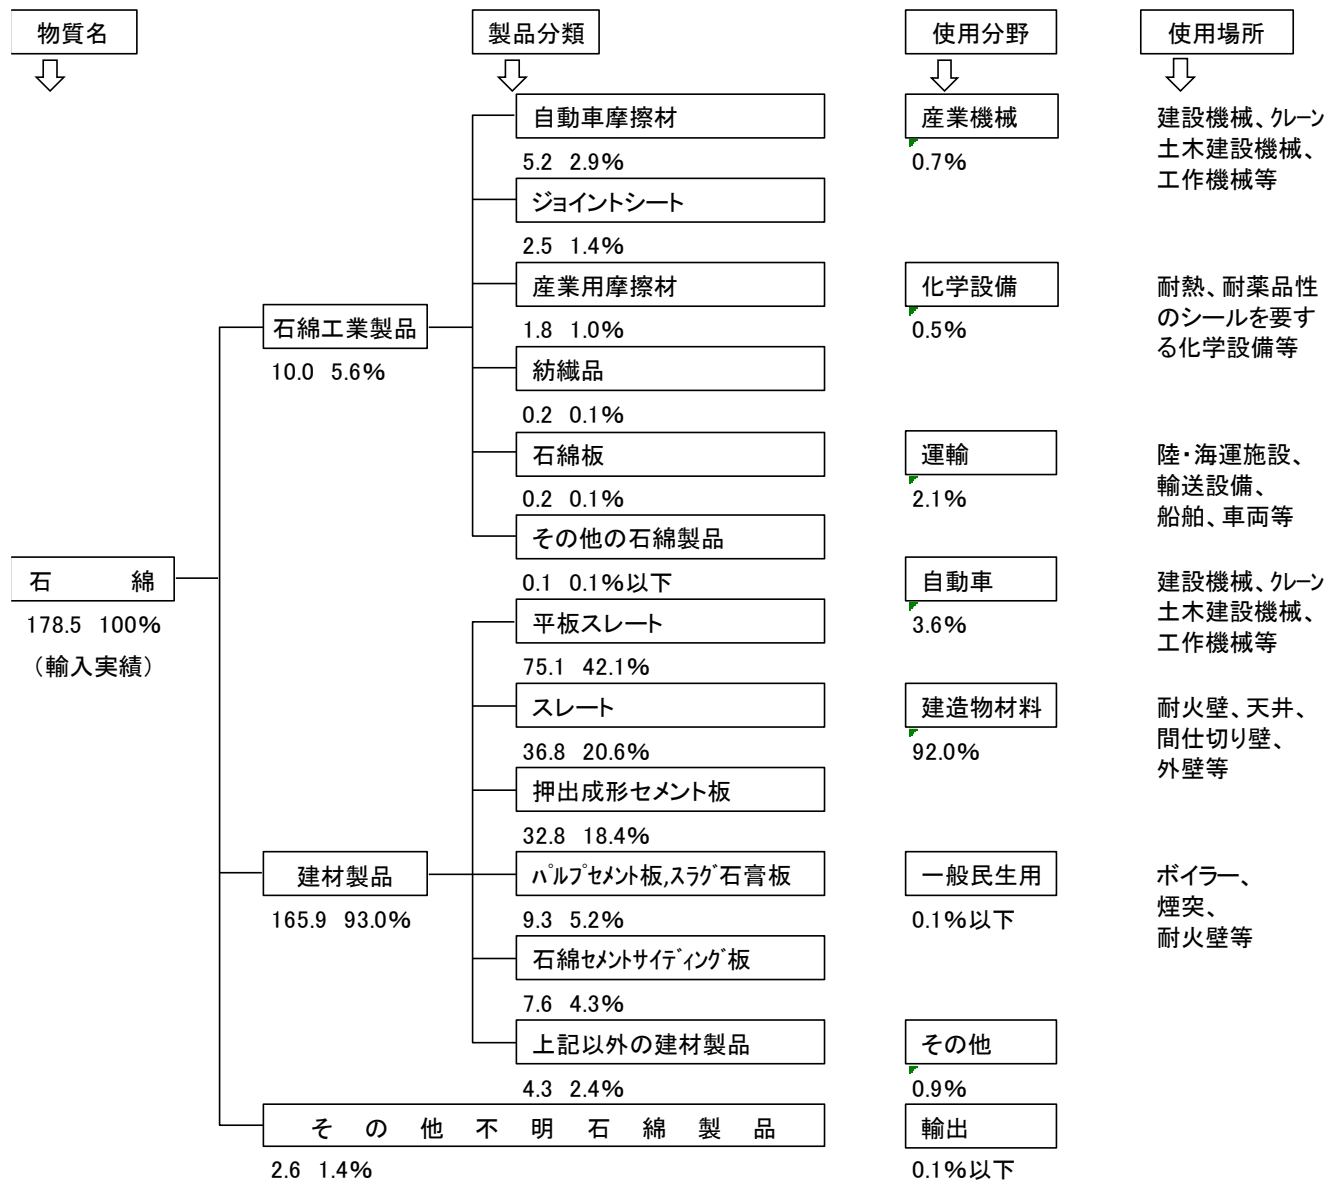 物質名
製品分類
使用分野
使用場所
自動車摩擦材
5.2 2.9%
ジョイントシート
2.5 1.4%
産業用摩擦材
1.8 1.0%
石綿工業製品
10.0 5.6%
紡繊品
0.2 0.1%
石綿板
0.2 0.1%
その他の石綿製品
0.1 0.1%以下
石 綿
178.5 100%
（輸入実績）
平板スレート
75.1 42.1%
スレート
36.8 20.6%
押出成形セメント板
32.8 18.4%
建材製品
165.9 93.0%
ﾊﾟﾙﾌﾟｾﾒﾝﾄ板,ｽﾗｸﾞ石膏板
9.3 5.2%
石綿ｾﾒﾝﾄｻｲﾃﾞｨﾝｸﾞ板
7.6 4.3%
上記以外の建材製品
4.3 2.4%
そ の 他 不 明 石 綿 製 品
2.6 1.4%
産業機械
0.7%
化学設備
0.5%
運輸
2.1%
自動車
3.6%
建造物材料
92.0%
一般民生用
0.1%以下
その他
0.9%
輸出
0.1%以下
建設機械、ｸﾚｰﾝ
土木建設機械、
工作機械等
耐熱、耐薬品性
のシールを要す
る化学設備等
陸・海運施設、
輸送設備、
船舶、車両等
建設機械、ｸﾚｰﾝ
土木建設機械、
工作機械等
耐火壁、天井、
間仕切り壁、
外壁等
ボイラー、
煙突、
耐火壁等